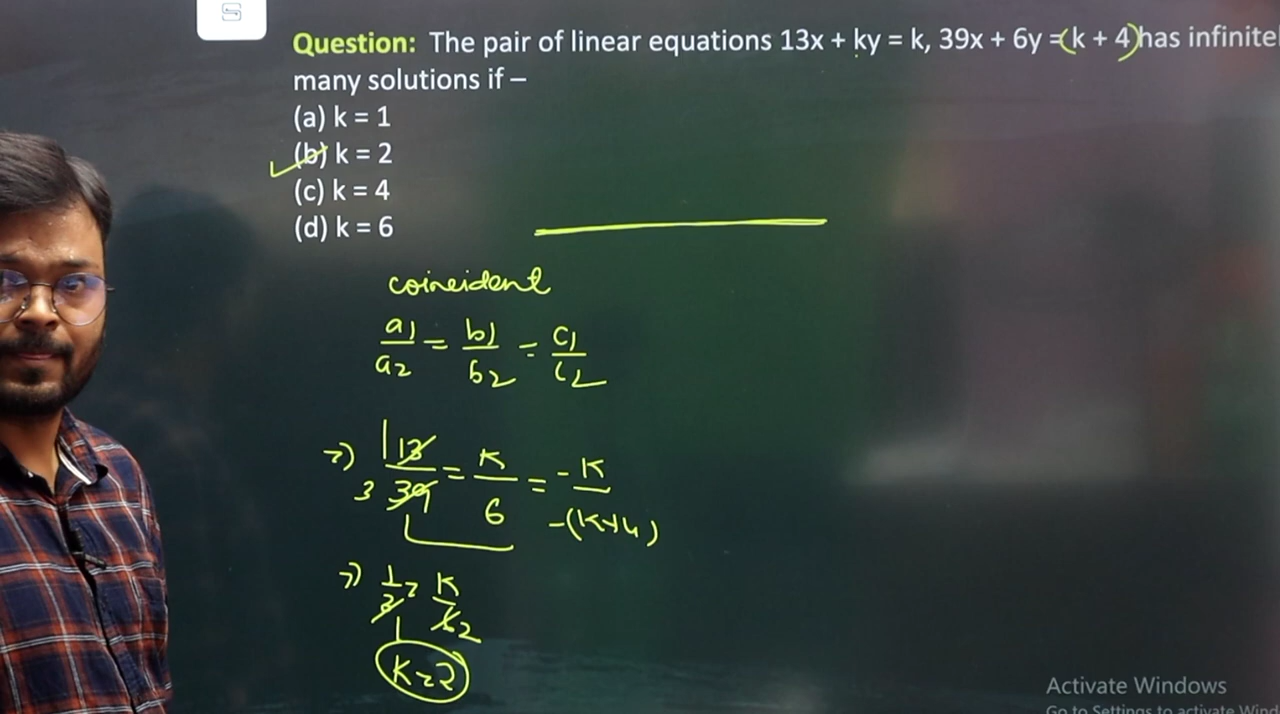 Question: The pair of linear equations 13x + ky = k, 39x + 6y = (k + 4) has infinitel
many solutions if –
(a) k = 1
(b) k = 2
(c) k = 4
(d) k = 6
coincident
a1/a2 = b1/b2 = c1/c2
⇒) 1 13/3 39 = K/6 = -K/-(K+4)
⇒) 1/3 = K/6 2
1
K=2
Activate Windows
Go to Settings to activate Wind